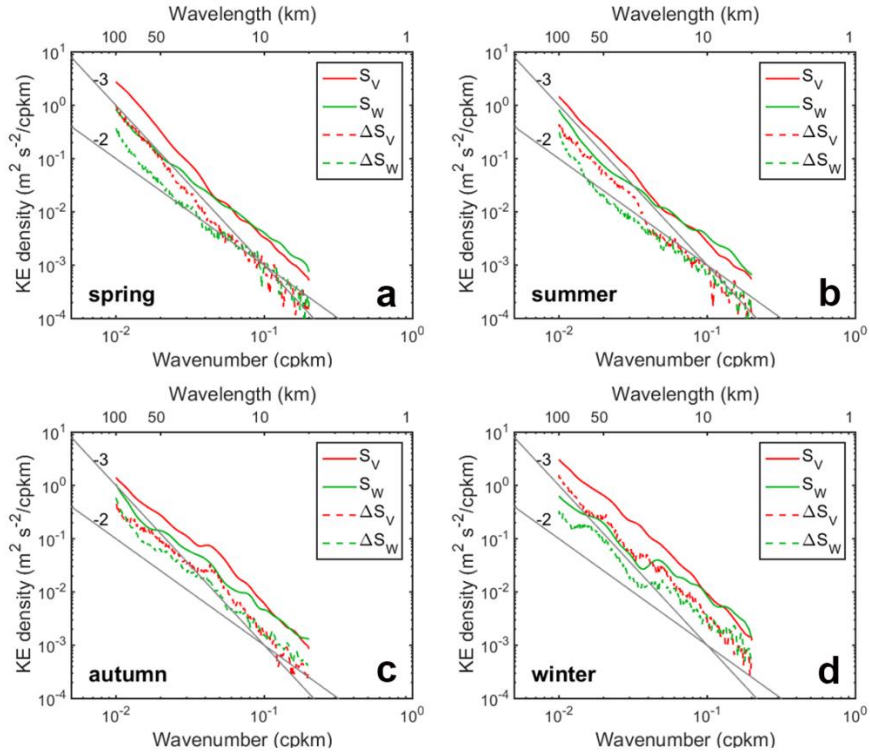 Wavelength (km)
100 50 10 1
10^1
10^0
10^-1
10^-2
10^-3
10^-4
KE density (m^2 s^-2/cpkm)
-3
-2
S_V
S_W
ΔS_V
ΔS_W
spring
a
10^-2 10^-1 10^0
Wavenumber (cpkm)
Wavelength (km)
100 50 10 1
10^1
10^0
10^-1
10^-2
10^-3
10^-4
KE density (m^2 s^-2/cpkm)
-3
-2
S_V
S_W
ΔS_V
ΔS_W
summer
b
10^-2 10^-1 10^0
Wavenumber (cpkm)
Wavelength (km)
100 50 10 1
10^1
10^0
10^-1
10^-2
10^-3
10^-4
KE density (m^2 s^-2/cpkm)
-3
-2
S_V
S_W
ΔS_V
ΔS_W
autumn
c
10^-2 10^-1 10^0
Wavenumber (cpkm)
Wavelength (km)
100 50 10 1
10^1
10^0
10^-1
10^-2
10^-3
10^-4
KE density (m^2 s^-2/cpkm)
-3
-2
S_V
S_W
ΔS_V
ΔS_W
winter
d
10^-2 10^-1 10^0
Wavenumber (cpkm)